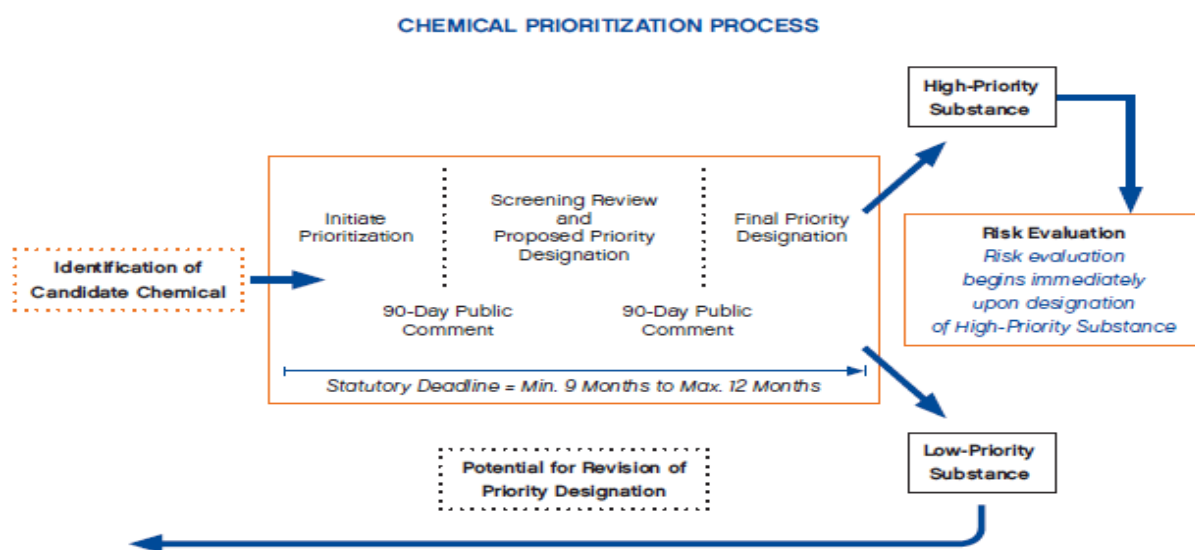 CHEMICAL PRIORITIZATION PROCESS
High-Priority
Substance
Initiate
Prioritization
Screening Review
and
Proposed Priority
Designation
Final Priority
Designation
Risk Evaluation
Risk evaluation
begins immediately
upon designation
of High-Priority Substance
Identification of
Candidate Chemical
90-Day Public
Comment
90-Day Public
Comment
Statutory Deadline = Min. 9 Months to Max. 12 Months
Low-Priority
Substance
Potential for Revision of
Priority Designation